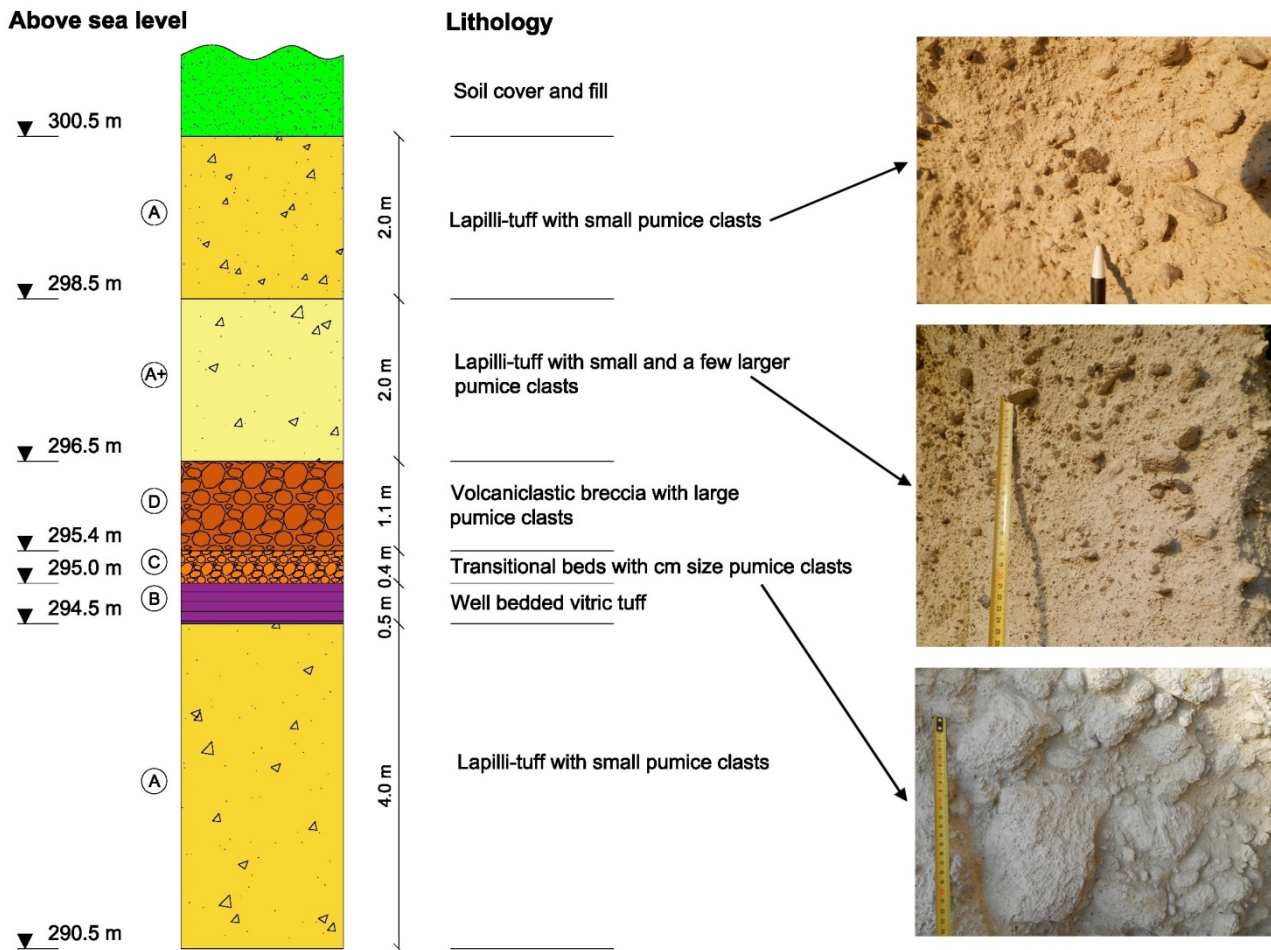 Above sea level
Lithology
Soil cover and fill
300.5 m
A
2.0 m
Lapilli-tuff with small pumice clasts
298.5 m
A+
2.0 m
Lapilli-tuff with small and a few larger
pumice clasts
296.5 m
D
1.1 m
Volcaniclastic breccia with large
pumice clasts
295.4 m
C
0.4 m
Transitional beds with cm size pumice clasts
295.0 m
B
0.5 m
Well bedded vitric tuff
294.5 m
A
4.0 m
Lapilli-tuff with small pumice clasts
290.5 m